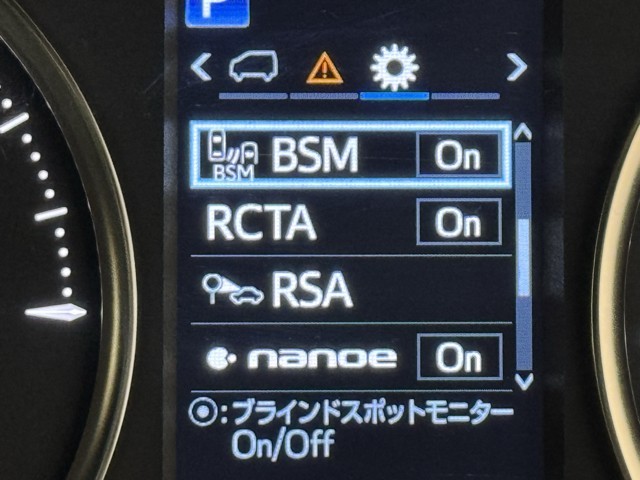 P
BSM
BSM On
RCTA On
RSA
nanoe On
◉:ブラインドスポットモニター
On/Off